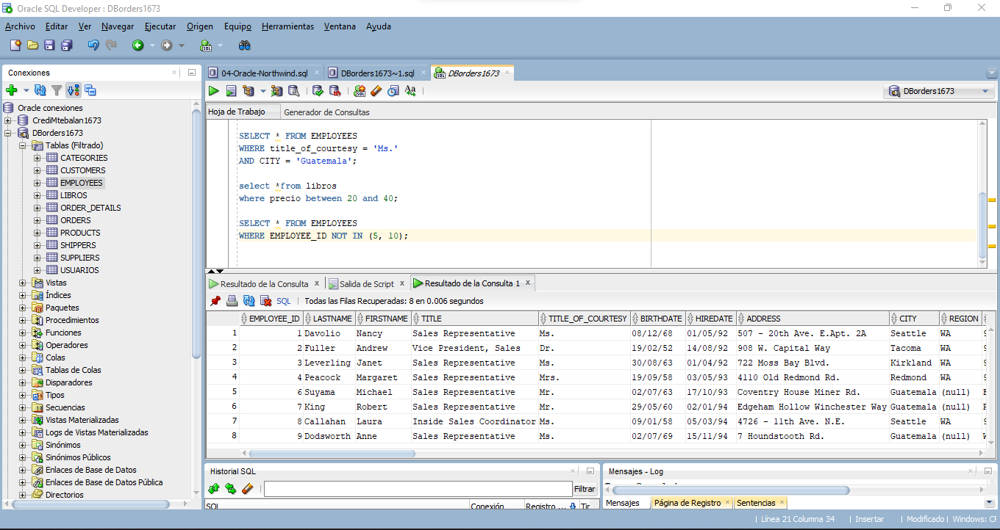 Oracle SQL Developer : DBorders1673
Archivo Editar Ver Navegar Ejecutar Origen Equipo Herramientas Ventana Ayuda
Conexiones
04-Oracle-Northwind.sql DBorders1673~1.sql DBorders1673
DBorders1673
Hoja de Trabajo Generador de Consultas
Oracle conexiones
CrediMtebalan1673
DBorders1673
Tablas (Filtrado)
CATEGORIES
CUSTOMERS
EMPLOYEES
LIBROS
ORDER_DETAILS
ORDERS
PRODUCTS
SHIPPERS
SUPPLIERS
USUARIOS
Vistas
Índices
Paquetes
Procedimientos
Funciones
Operadores
Colas
Tablas de Colas
Disparadores
Tipos
Secuencias
Vistas Materializadas
Logs de Vistas Materializadas
Sinónimos
Sinónimos Públicos
Enlaces de Base de Datos
Enlaces de Base de Datos Pública
Directorios
SELECT * FROM EMPLOYEES
WHERE title_of_courtesy = 'Ms.'
AND CITY = 'Guatemala';
select *from libros
where precio between 20 and 40;
SELECT * FROM EMPLOYEES
WHERE EMPLOYEE_ID NOT IN (5, 10);
Resultado de la Consulta x Salida de Script x Resultado de la Consulta 1 x
SQL | Todas las Filas Recuperadas: 8 en 0.006 segundos
EMPLOYEE_ID LASTNAME FIRSTNAME TITLE TITLE_OF_COURTESY BIRTHDATE HIREDATE ADDRESS CITY REGION
1 1 Davolio Nancy Sales Representative Ms. 08/12/68 01/05/92 507 - 20th Ave. E.Apt. 2A Seattle WA
2 2 Fuller Andrew Vice President, Sales Dr. 19/02/52 14/08/92 908 W. Capital Way Tacoma WA
3 3 Leverling Janet Sales Representative Ms. 30/08/63 01/04/92 722 Moss Bay Blvd. Kirkland WA
4 4 Peacock Margaret Sales Representative Mrs. 19/09/58 03/05/93 4110 Old Redmond Rd. Redmond WA
5 6 Suyama Michael Sales Representative Mr. 02/07/63 17/10/93 Coventry House Miner Rd. Guatemala (null)
6 7 King Robert Sales Representative Mr. 29/05/60 02/01/94 Edgeham Hollow Winchester Way Guatemala (null)
7 8 Callahan Laura Inside Sales Coordinator Ms. 09/01/58 05/03/94 4726 - 11th Ave. N.E. Seattle WA
8 9 Dodsworth Anne Sales Representative Ms. 02/07/69 15/11/94 7 Houndstooth Rd. Guatemala (null)
Historial SQL
Filtrar
SQL Conexión Registro ...
Mensajes - Log
Mensajes Página de Registro Sentencias
Línea 21 Columna 34 | Insertar | Modificado | Windows: